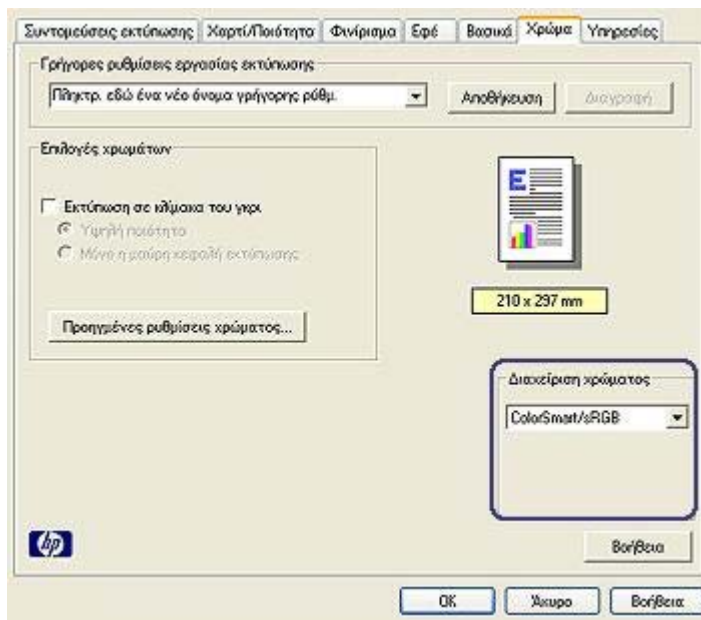 Συντομεύσεις εκτύπωσης Χαρτί/Ποιότητα Φινίρισμα Εφέ Βασικά Χρώμα Υπηρεσίες
Γρήγορες ρυθμίσεις εργασίας εκτύπωσης
Πληκτρ. εδώ ένα νέο όνομα γρήγορης ρύθμ. Αποθήκευση Διαγραφή
Επιλογές χρωμάτων
Εκτύπωση σε κλίμακα του γκρι
Υψηλή ποιότητα
Μόνο η μαύρη κεφαλή εκτύπωσης
Προηγμένες ρυθμίσεις χρώματος...
E
210 x 297 mm
Διαχείριση χρώματος
ColorSmart/sRGB
hp
Βοήθεια
OK Άκυρο Βοήθεια